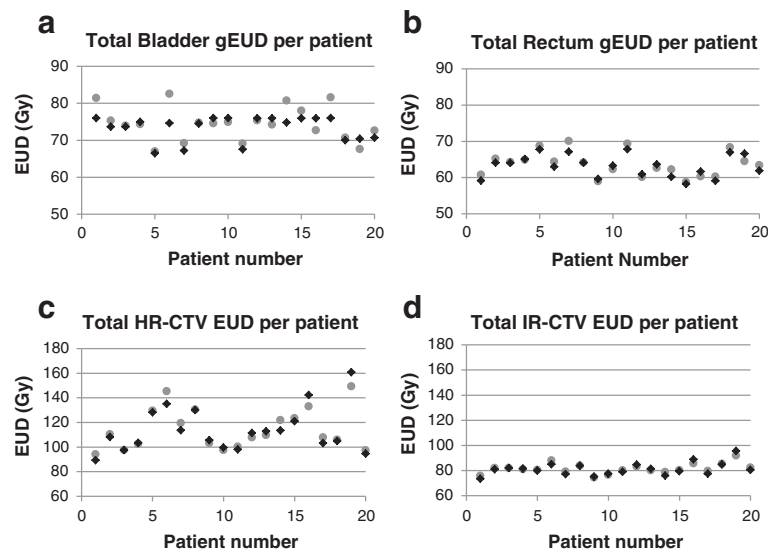 a
Total Bladder gEUD per patient
EUD (Gy)
90
80
70
60
50
0 5 10 15 20
Patient number
b
Total Rectum gEUD per patient
EUD (Gy)
90
80
70
60
50
0 5 10 15 20
Patient Number
c
Total HR-CTV EUD per patient
EUD (Gy)
180
160
140
120
100
80
60
0 5 10 15 20
Patient number
d
Total IR-CTV EUD per patient
EUD (Gy)
180
160
140
120
100
80
60
0 5 10 15 20
Patient number